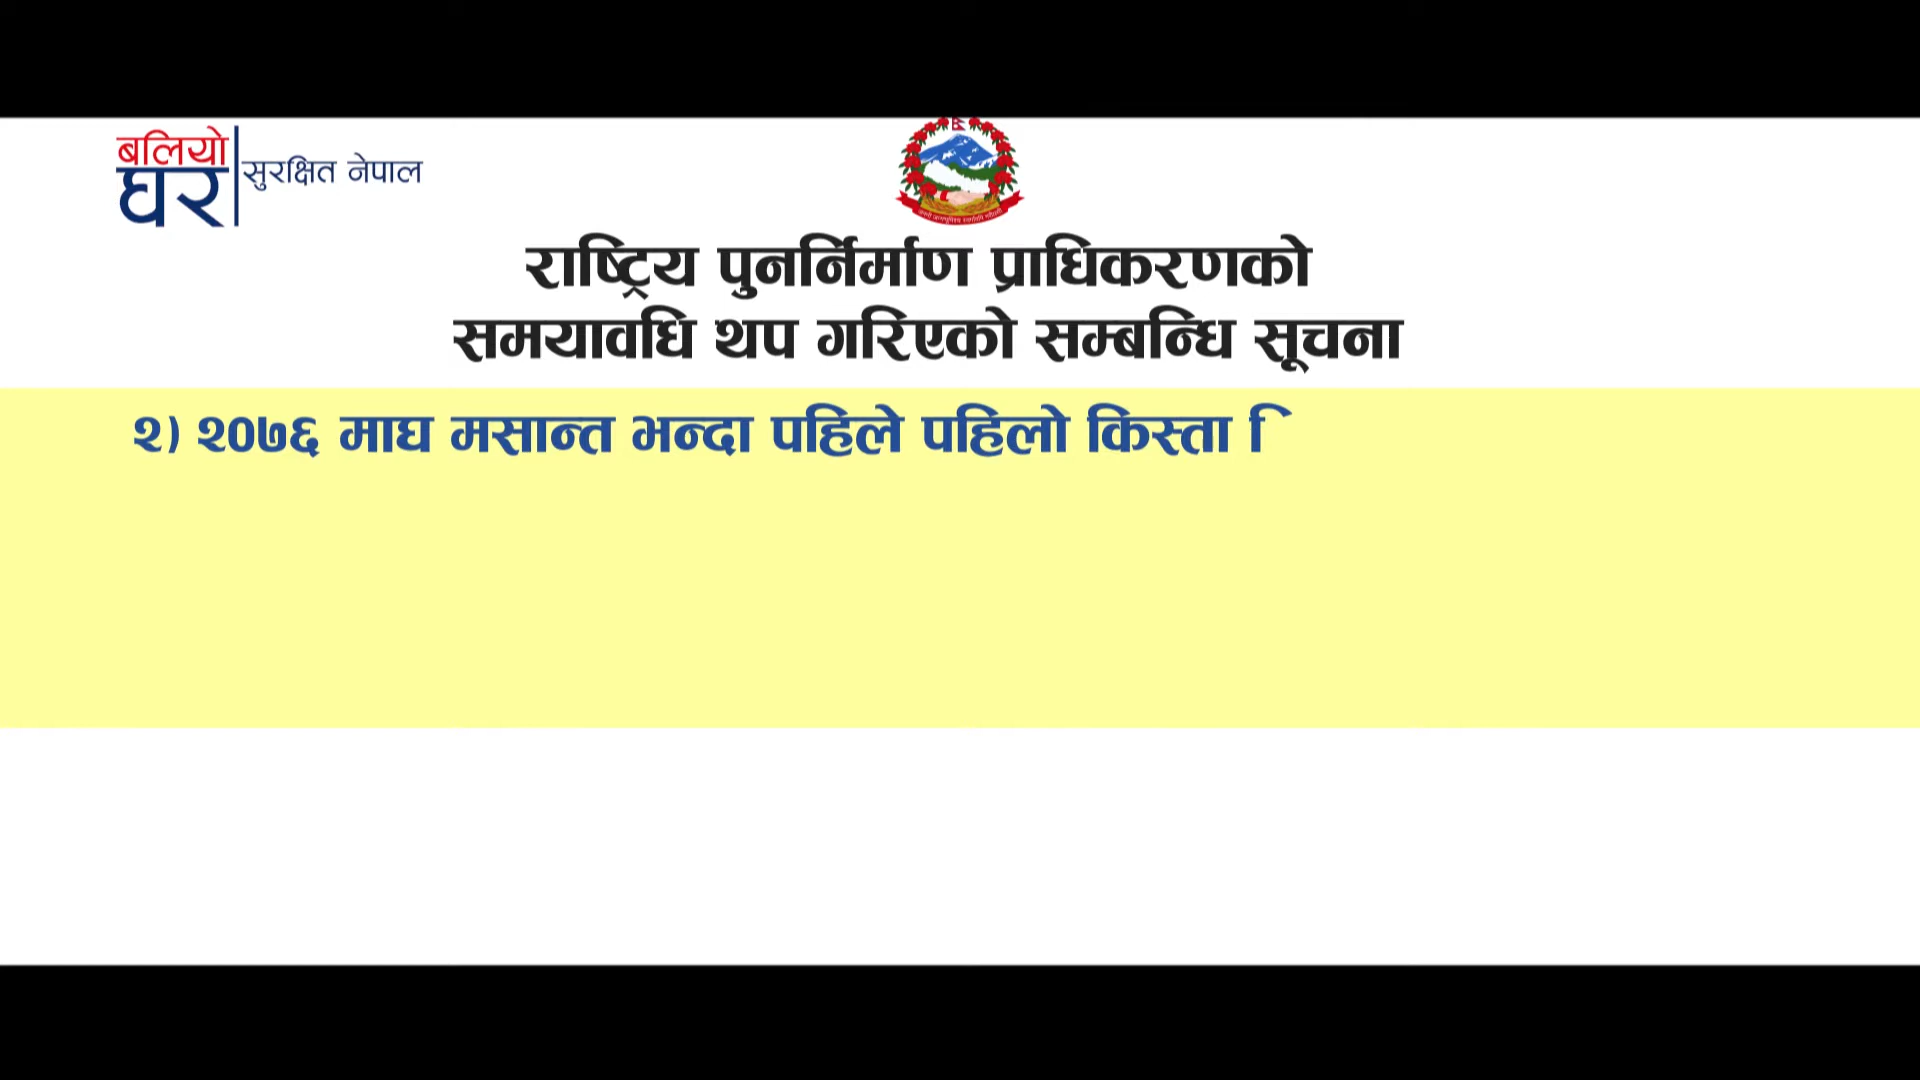 बलियो
घर
सुरक्षित नेपाल
राष्ट्रिय पुनर्निर्माण प्राधिकरणको
समयावधि थप गरिएको सम्बन्धि सूचना
२) २०७६ माघ मसान्त भन्दा पहिले पहिलो किस्ता ि